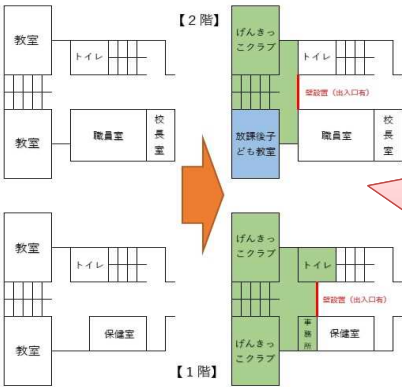 【2階】
教室
トイレ
教室
職員室
校長室
げんきっ
こクラブ
トイレ
壁設置（出入口有）
放課後子
ども教室
職員室
校長室
教室
トイレ
教室
保健室
【1階】
げんきっ
こクラブ
トイレ
壁設置（出入口有）
げんきっ
こクラブ
事務所
保健室